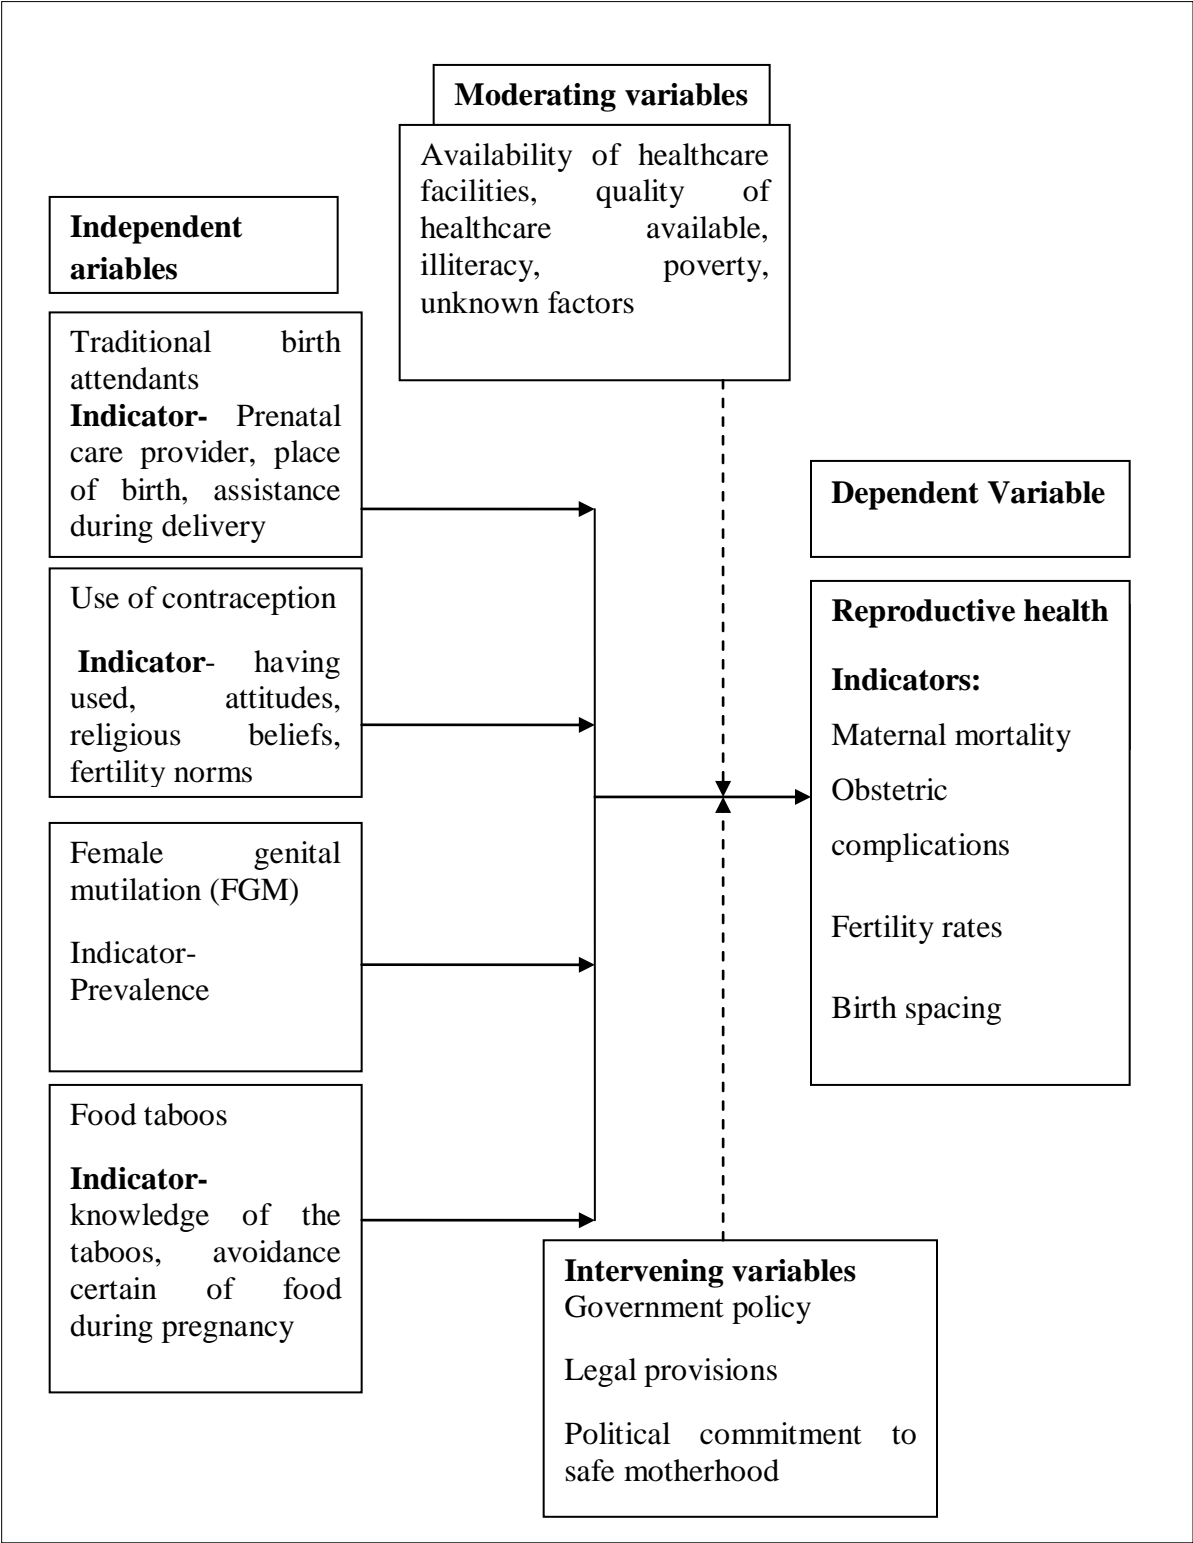 Moderating variables
Availability of healthcare
facilities, quality of
healthcare available,
illiteracy, poverty,
unknown factors
Independent
ariables
Traditional birth
attendants
Indicator- Prenatal
care provider, place
of birth, assistance
during delivery
Use of contraception
Indicator- having
used, attitudes,
religious beliefs,
fertility norms
Female genital
mutilation (FGM)
Indicator-
Prevalence
Food taboos
Indicator-
knowledge of the
taboos, avoidance
certain of food
during pregnancy
Dependent Variable
Reproductive health
Indicators:
Maternal mortality
Obstetric
complications
Fertility rates
Birth spacing
Intervening variables
Government policy
Legal provisions
Political commitment to
safe motherhood